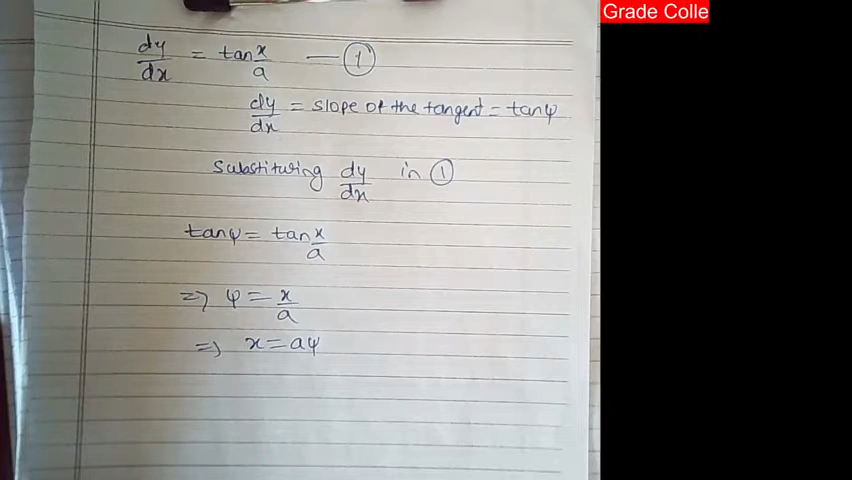 dy/dx = tan x/a — ①
dy/dx = slope of the tangent = tanψ
Substituring dy/dx in ①
tanψ = tan x/a
=> ψ = x/a
=> x = aψ
Grade Colle